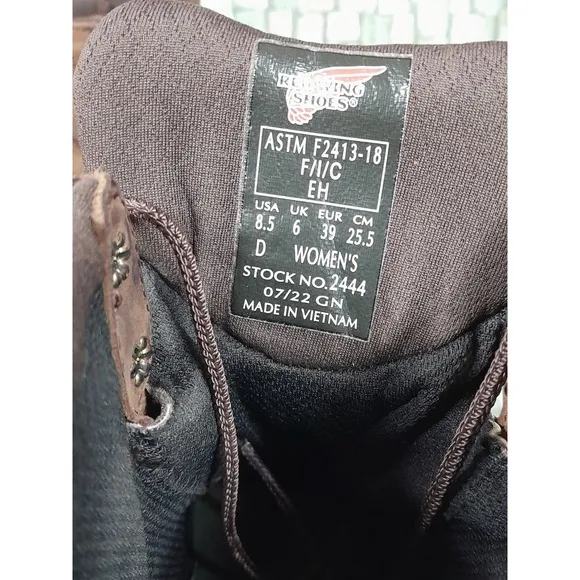 RED WING
SHOES®
ASTM F2413-18
F/I/C
EH
USA UK EUR CM
8.5 6 39 25.5
D WOMEN'S
STOCK NO. 2444
07/22 GN
MADE IN VIETNAM